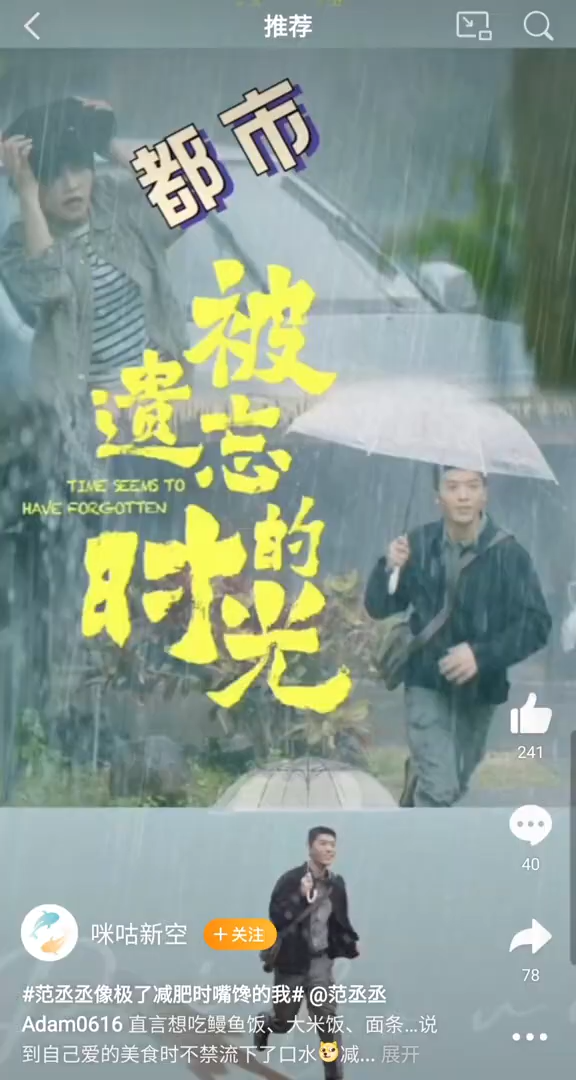 推荐
都市
被
遗忘
TIME SEEMS TO
HAVE FORGOTTEN
的
时光
241
40
咪咕新空
+关注
78
#范丞丞像极了减肥时嘴馋的我# @范丞丞
Adam0616 直言想吃鳗鱼饭、大米饭、面条...说
到自己爱的美食时不禁流下了口水😼减... 展开